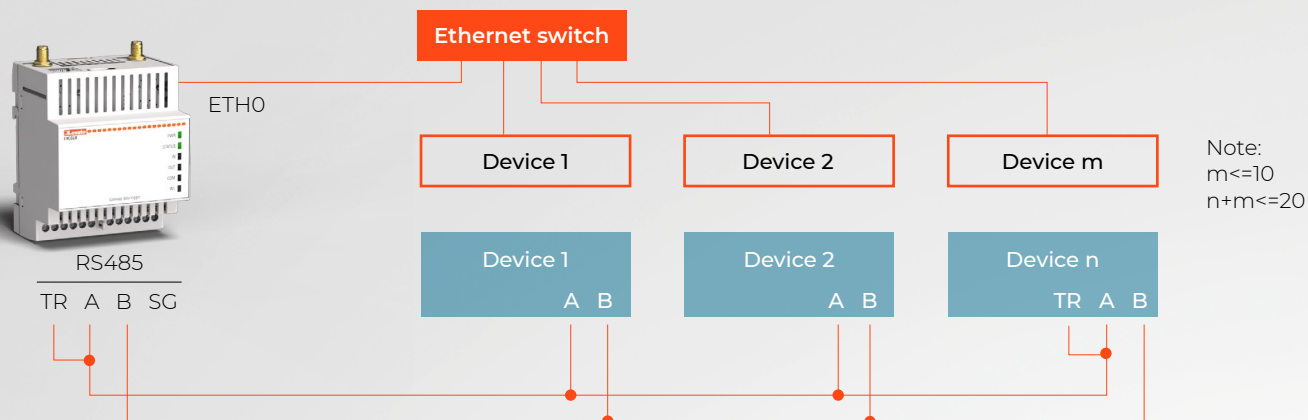 Ethernet switch
ETH0
Device 1
Device 2
Device m
Note:
m<=10
n+m<=20
RS485
TR A B SG
Device 1
A B
Device 2
A B
Device n
TR A B